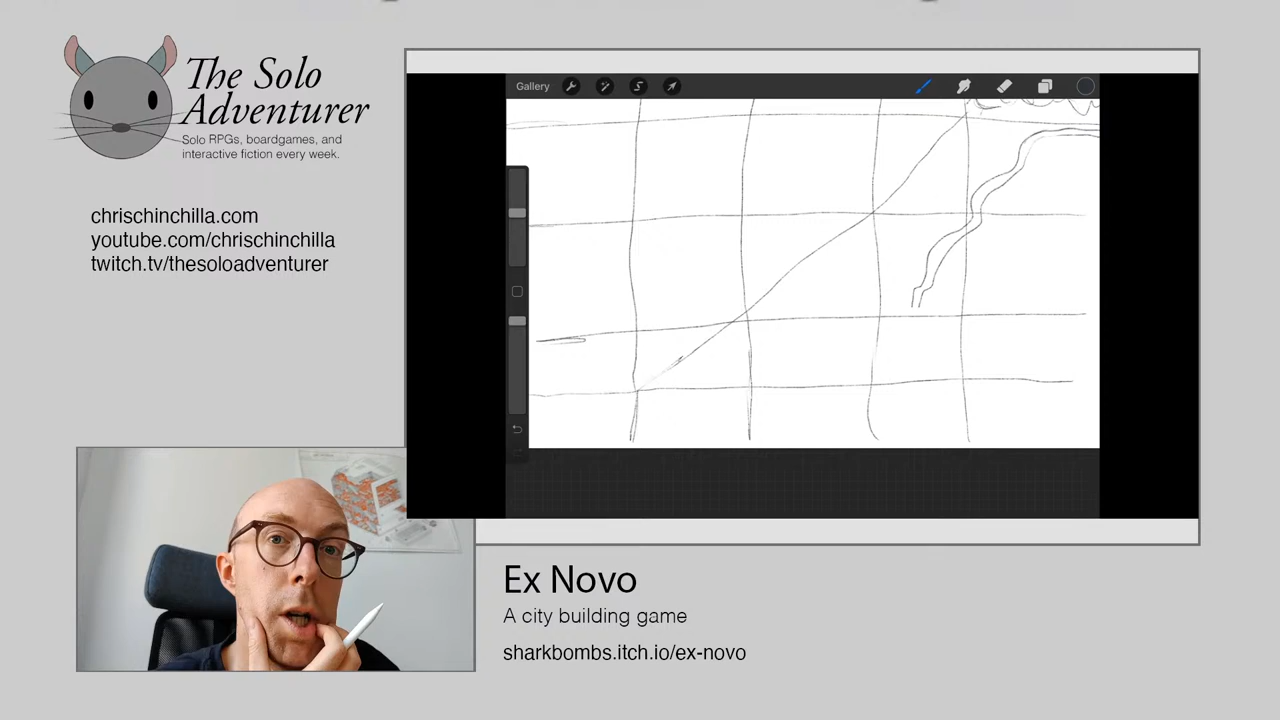 The Solo
Adventurer
Solo RPGs, boardgames, and
interactive fiction every week.
chrischinchilla.com
youtube.com/chrischinchilla
twitch.tv/thesoloadventurer
Gallery
Ex Novo
A city building game
sharkbombs.itch.io/ex-novo